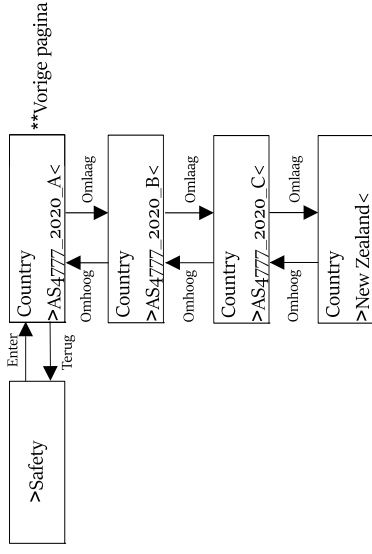 **Vorige pagina
Enter
Terug
>Safety
Country
>AS4777_2020_A<
Omhoog
Omlaag
Country
>AS4777_2020_B<
Omhoog
Omlaag
Country
>AS4777_2020_C<
Omhoog
Omlaag
Country
>New Zealand<